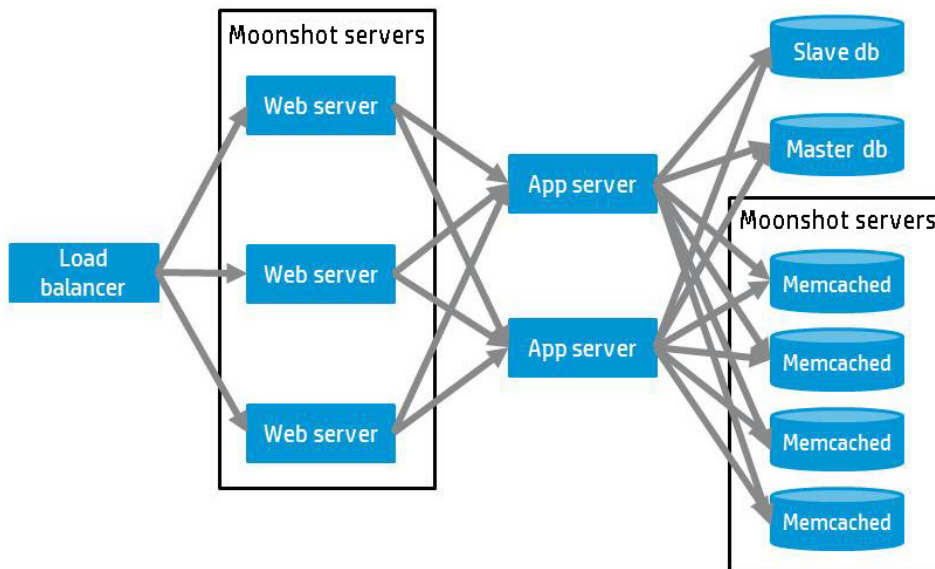 Moonshot servers
Web server
Web server
Web server
Load
balancer
App server
App server
Slave db
Master db
Moonshot servers
Memcached
Memcached
Memcached
Memcached